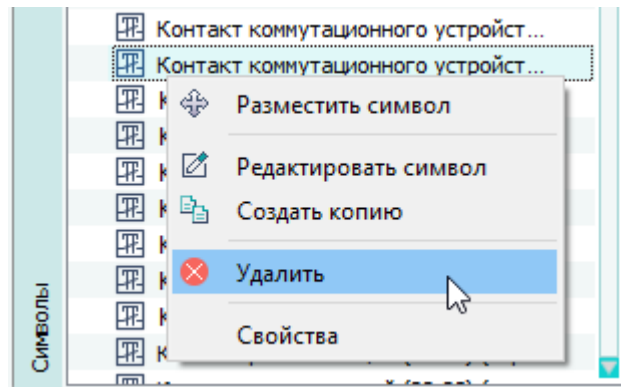 Контакт коммутационного устройст...
Контакт коммутационного устройст...
Разместить символ
Редактировать символ
Создать копию
Удалить
Свойства
Символы